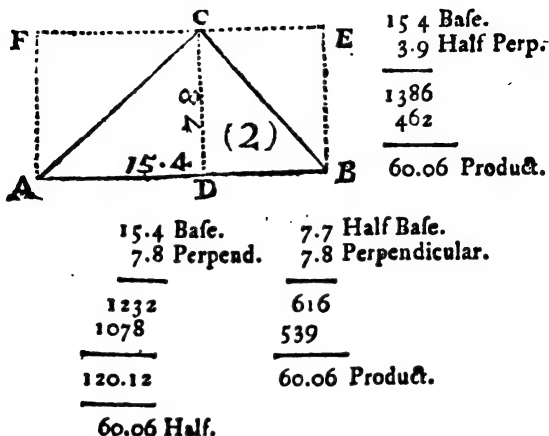 F C E
7.8
(2)
15.4
A D B
15 4 Baſe.
3.9 Half Perp.
1386
462
60.06 Product.
15.4 Baſe.
7.8 Perpend.
1232
1078
120.12
60.06 Half.
7.7 Half Baſe.
7.8 Perpendicular.
616
539
60.06 Product.